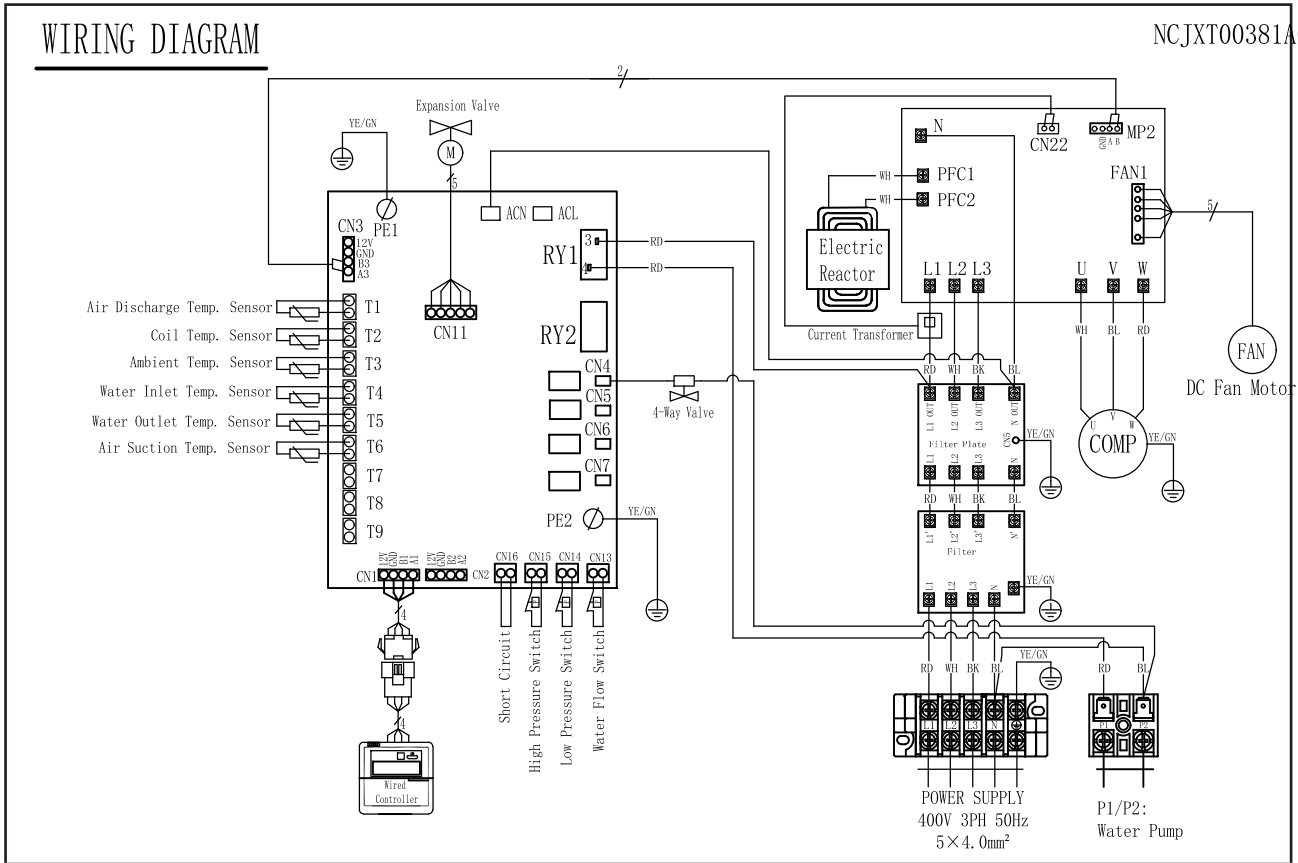 WIRING DIAGRAM
NCJXT00381A
2
Expansion Valve
YE/GN
M
5
N
CN22
GND
A
B
MP2
FAN1
PFC1
WH
PFC2
WH
5
ACN
ACL
PE1
CN3
12V
GND
B3
A3
RY1
3
4
RD
RD
Electric
Reactor
L1 L2 L3
U V W
Current Transformer
WH
BL
RD
FAN
DC Fan Motor
CN11
RY2
Air Discharge Temp. Sensor
T1
Coil Temp. Sensor
T2
Ambient Temp. Sensor
T3
Water Inlet Temp. Sensor
T4
Water Outlet Temp. Sensor
T5
Air Suction Temp. Sensor
T6
T7
T8
T9
CN4
CN5
CN6
CN7
4-Way Valve
RD
WH
BK
BL
L1 OUT
L2 OUT
L3 OUT
N OUT
Filter Plate
CN5
YE/GN
L1
L2
L3
N
U
V
W
COMP
YE/GN
RD
WH
BK
BL
PE2
YE/GN
L1'
L2'
L3'
N'
Filter
YE/GN
L1
L2
L3
N
CN1
12V
GND
B1
A1
12V
GND
B2
A2
CN2
CN16
CN15
CN14
CN13
4
4
Short Circuit
High Pressure Switch
Low Pressure Switch
Water Flow Switch
Wired
Controller
RD
WH
BK
BL
YE/GN
RD
BL
L1
L2
L3
N
P1
P2
POWER SUPPLY
400V 3PH 50Hz
5×4.0mm²
P1/P2:
Water Pump